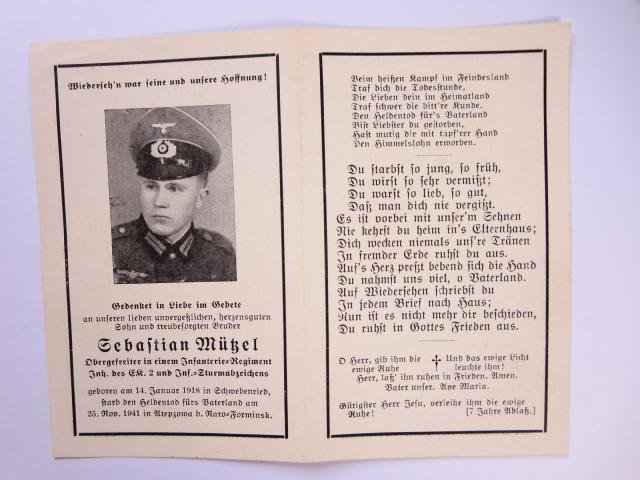 Wiederseh'n war seine und unsere Hoffnung!
Gedenket in Liebe im Gebete
an unseren lieben unvergeßlichen, herzensguten
Sohn und treubesorgten Bruder
Sebastian Mützel
Obergefreiter in einem Infanterie-Regiment
Inh. des EK. 2 und Inf.-Sturmabzeichens
geboren am 14. Januar 1918 in Schwebenried,
starb den Heldentod fürs Vaterland am
25. Nov. 1941 in Atepzowa b. Naro-Forminsk.
Beim heißen Kampf im Feindesland
Traf dich die Todesstunde,
Die Lieben dein im Heimatland
Traf schwer die bitt're Kunde.
Den Heldentod für's Vaterland
Bist Liebster du gestorben,
Hast mutig dir mit tapf'rer Hand
Den Himmelslohn erworben.
Du starbst so jung, so früh,
Du wirst so sehr vermißt;
Du warst so lieb, so gut,
Daß man dich nie vergißt.
Es ist vorbei mit unser'm Sehnen
Nie kehrst du heim in's Elternhaus;
Dich wecken niemals uns're Tränen
In fremder Erde ruhst du aus.
Auf's Herz preßt bebend sich die Hand
Du nahmst uns viel, o Vaterland.
Auf Wiedersehen schriebst du
In jedem Brief nach Haus;
Nun ist es nicht mehr dir beschieden,
Du ruhst in Gottes Frieden aus.
O Herr, gib ihm die ewige Ruhe † Und das ewige Licht leuchte ihm!
Herr, laß' ihn ruhen in Frieden. Amen.
Vater unser. Ave Maria.
Gütigster Herr Jesu, verleihe ihm die ewige
Ruhe! [7 Jahre Ablaß.]